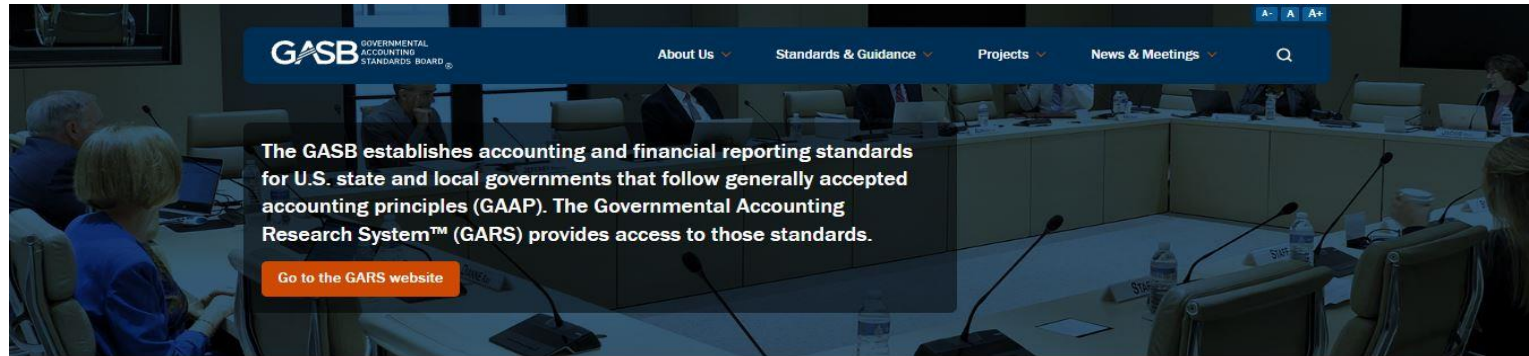 A- A A+
GASB GOVERNMENTAL
ACCOUNTING
STANDARDS BOARD ®
About Us
Standards & Guidance
Projects
News & Meetings
The GASB establishes accounting and financial reporting standards
for U.S. state and local governments that follow generally accepted
accounting principles (GAAP). The Governmental Accounting
Research System™ (GARS) provides access to those standards.
Go to the GARS website
STAFF